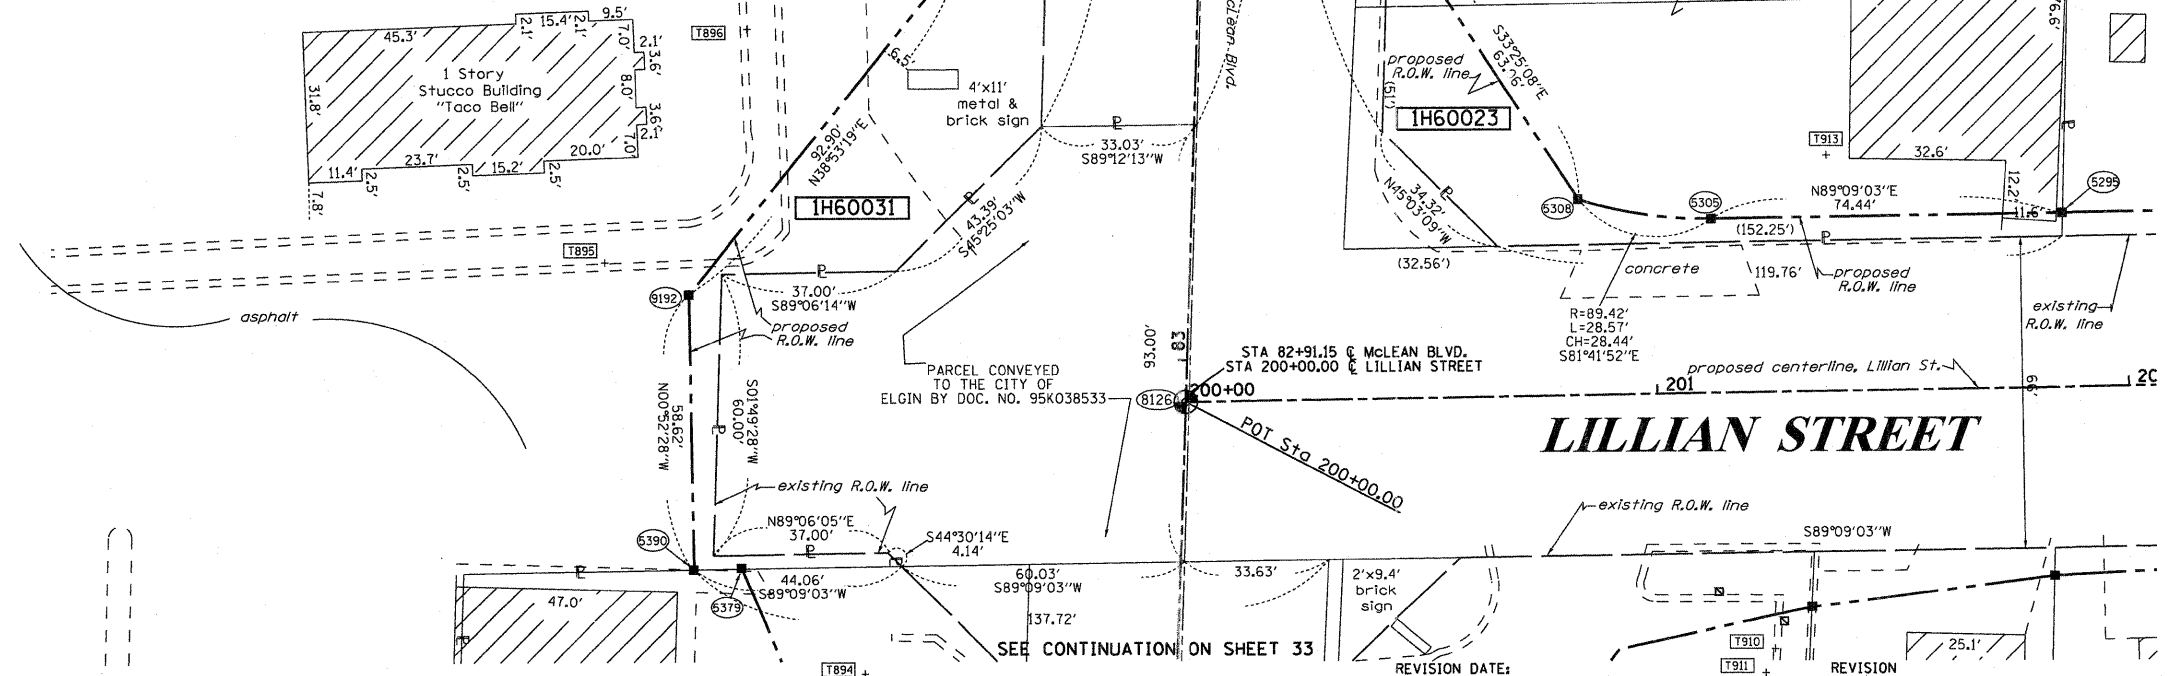 45.3'
2.1'
15.4'
2.1'
9.5'
7.0'
2.1'
3.6'
8.0'
3.6'
2.1'
7.0'
31.8'
1 Story
Stucco Building
"Taco Bell"
11.4'
2.5'
23.7'
2.5'
15.2'
2.5'
20.0'
7.8'
T896
T895
asphalt
6.5'
4'x11'
metal &
brick sign
92.90'
N38°53'19"E
1H60031
33.03'
S89°12'13"W
43.39'
S45°25'03"W
37.00'
S89°06'14"W
9192
proposed
R.O.W. line
58.62'
N00°52'28"W
S01°49'28"W
60.00'
PARCEL CONVEYED
TO THE CITY OF
ELGIN BY DOC. NO. 95K038533
existing R.O.W. line
N89°06'05"E
37.00'
S44°30'14"E
4.14'
5390
5379
44.06'
S89°09'03"W
47.0'
60.03'
S89°09'03"W
137.72'
33.63'
SEE CONTINUATION ON SHEET 33
T894
cLean Blvd.
93.00'
83
STA 82+91.15 ℄ McLEAN BLVD.
STA 200+00.00 ℄ LILLIAN STREET
8126
200+00
POT Sta 200+00.00
proposed
R.O.W. line
(51')
1H60023
S33°25'08"E
34.32'
N45°03'09"W
(32.56')
5308
5305
5295
N89°09'03"E
74.44'
(152.25')
T913
32.6'
12.2'
11.6'
76.6'
concrete
119.76'
proposed
R.O.W. line
existing
R.O.W. line
R=89.42'
L=28.57'
CH=28.44'
S81°41'52"E
proposed centerline, Lillian St.
201
20
66'
LILLIAN STREET
existing R.O.W. line
S89°09'03"W
2'x9.4'
brick
sign
T910
T911
25.1'
REVISION DATE:
REVISION